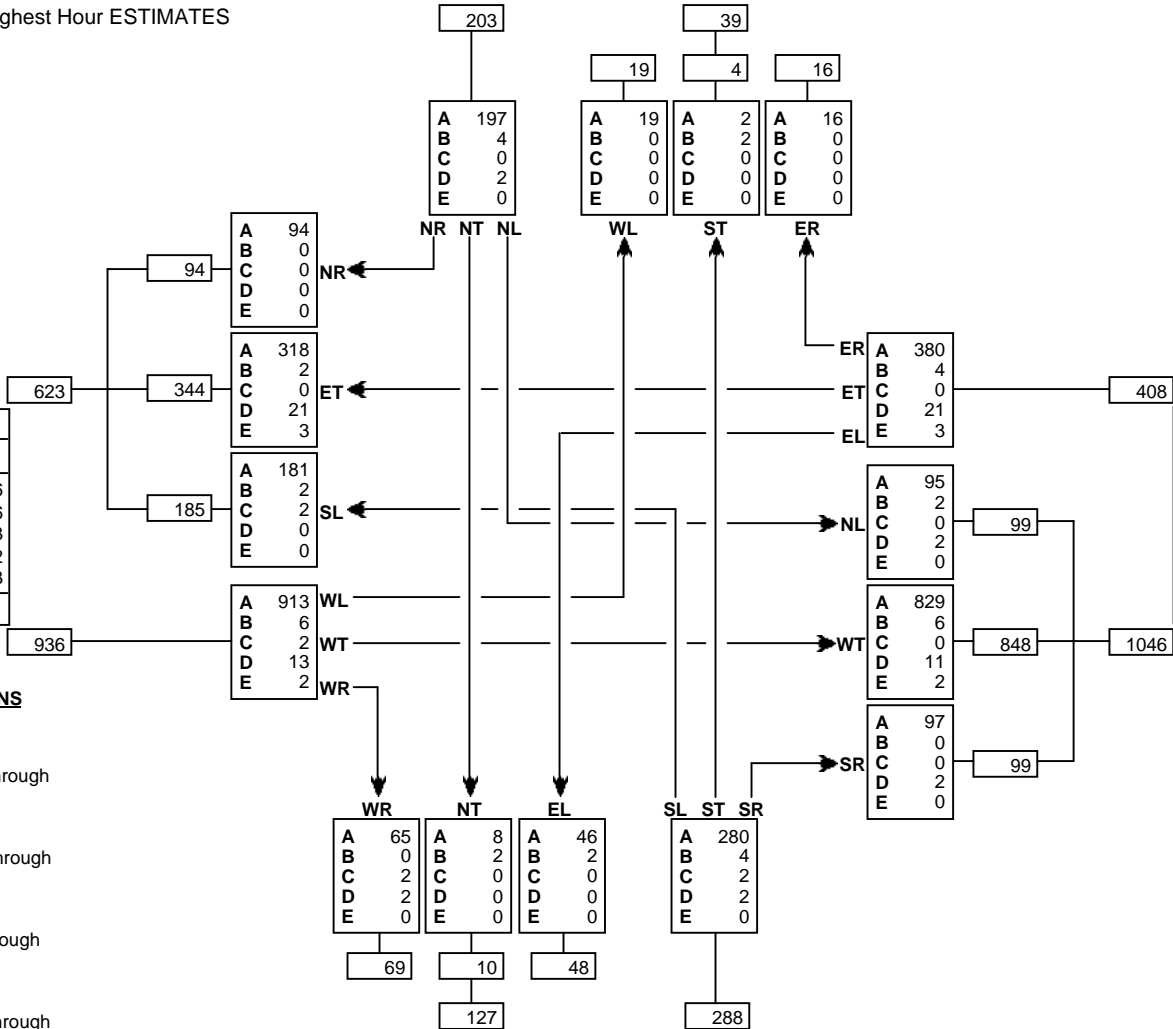 ghest Hour ESTIMATES
203
39
19
4
16
A 197
B 4
C 0
D 2
E 0
A 19
B 0
C 0
D 0
E 0
A 2
B 2
C 0
D 0
E 0
A 16
B 0
C 0
D 0
E 0
NR NT NL
WL
ST
ER
94
A 94
B 0
C 0
D 0
E 0
NR
623
344
A 318
B 2
C 0
D 21
E 3
ET
ER
ET
EL
A 380
B 4
C 0
D 21
E 3
408
185
A 181
B 2
C 2
D 0
E 0
SL
NL
A 95
B 2
C 0
D 2
E 0
99
936
A 913
B 6
C 2
D 13
E 2
WL
WT
WR
WT
A 829
B 6
C 0
D 11
E 2
848
1046
NS
rough
hrough
ough
hrough
SR
A 97
B 0
C 0
D 2
E 0
99
WR
NT
EL
SL ST SR
A 65
B 0
C 2
D 2
E 0
A 8
B 2
C 0
D 0
E 0
A 46
B 2
C 0
D 0
E 0
A 280
B 4
C 2
D 2
E 0
69
10
48
127
288